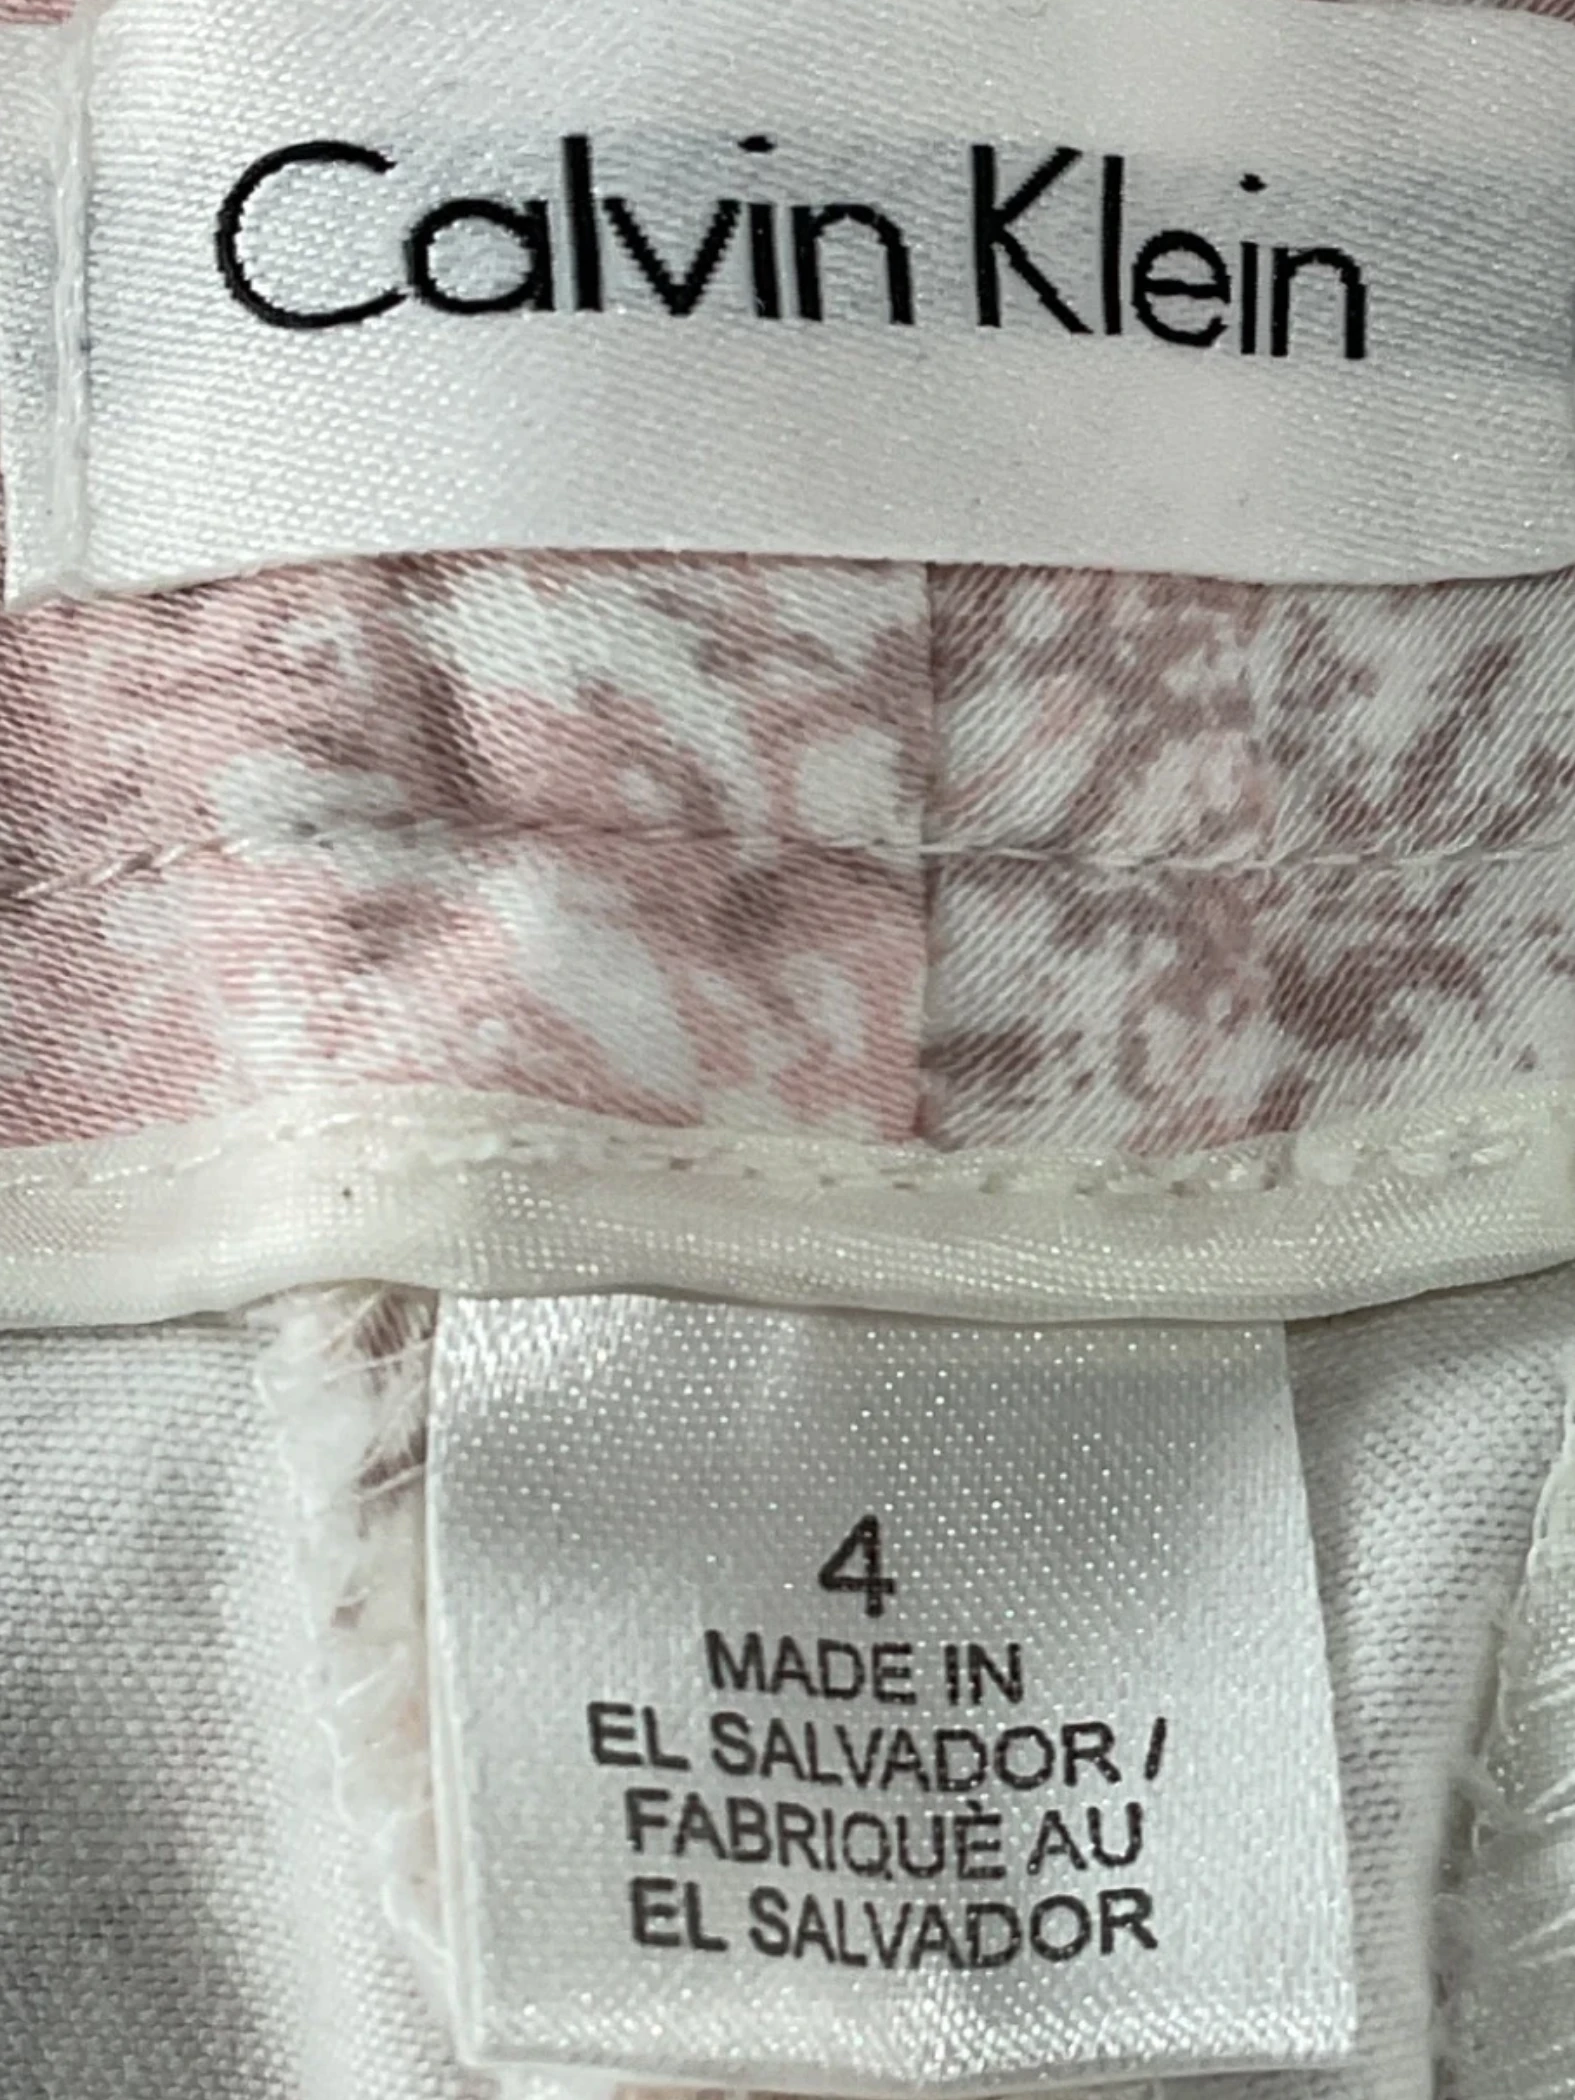 Calvin Klein
4
MADE IN
EL SALVADOR /
FABRIQUÈ AU
EL SALVADOR